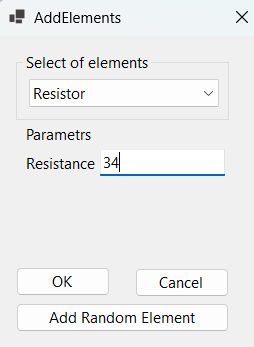 AddElements
Select of elements
Resistor
Parametrs
Resistance 34
OK Cancel
Add Random Element